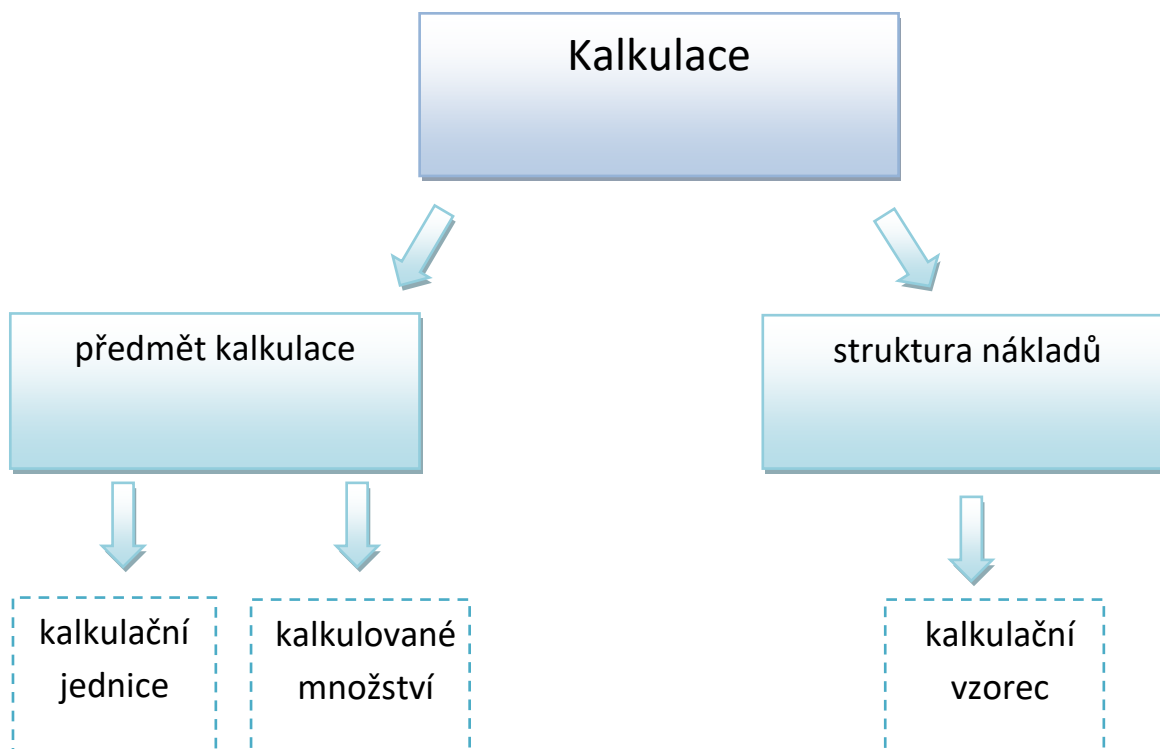 Kalkulace
předmět kalkulace
struktura nákladů
kalkulační
jednice
kalkulované
množství
kalkulační
vzorec